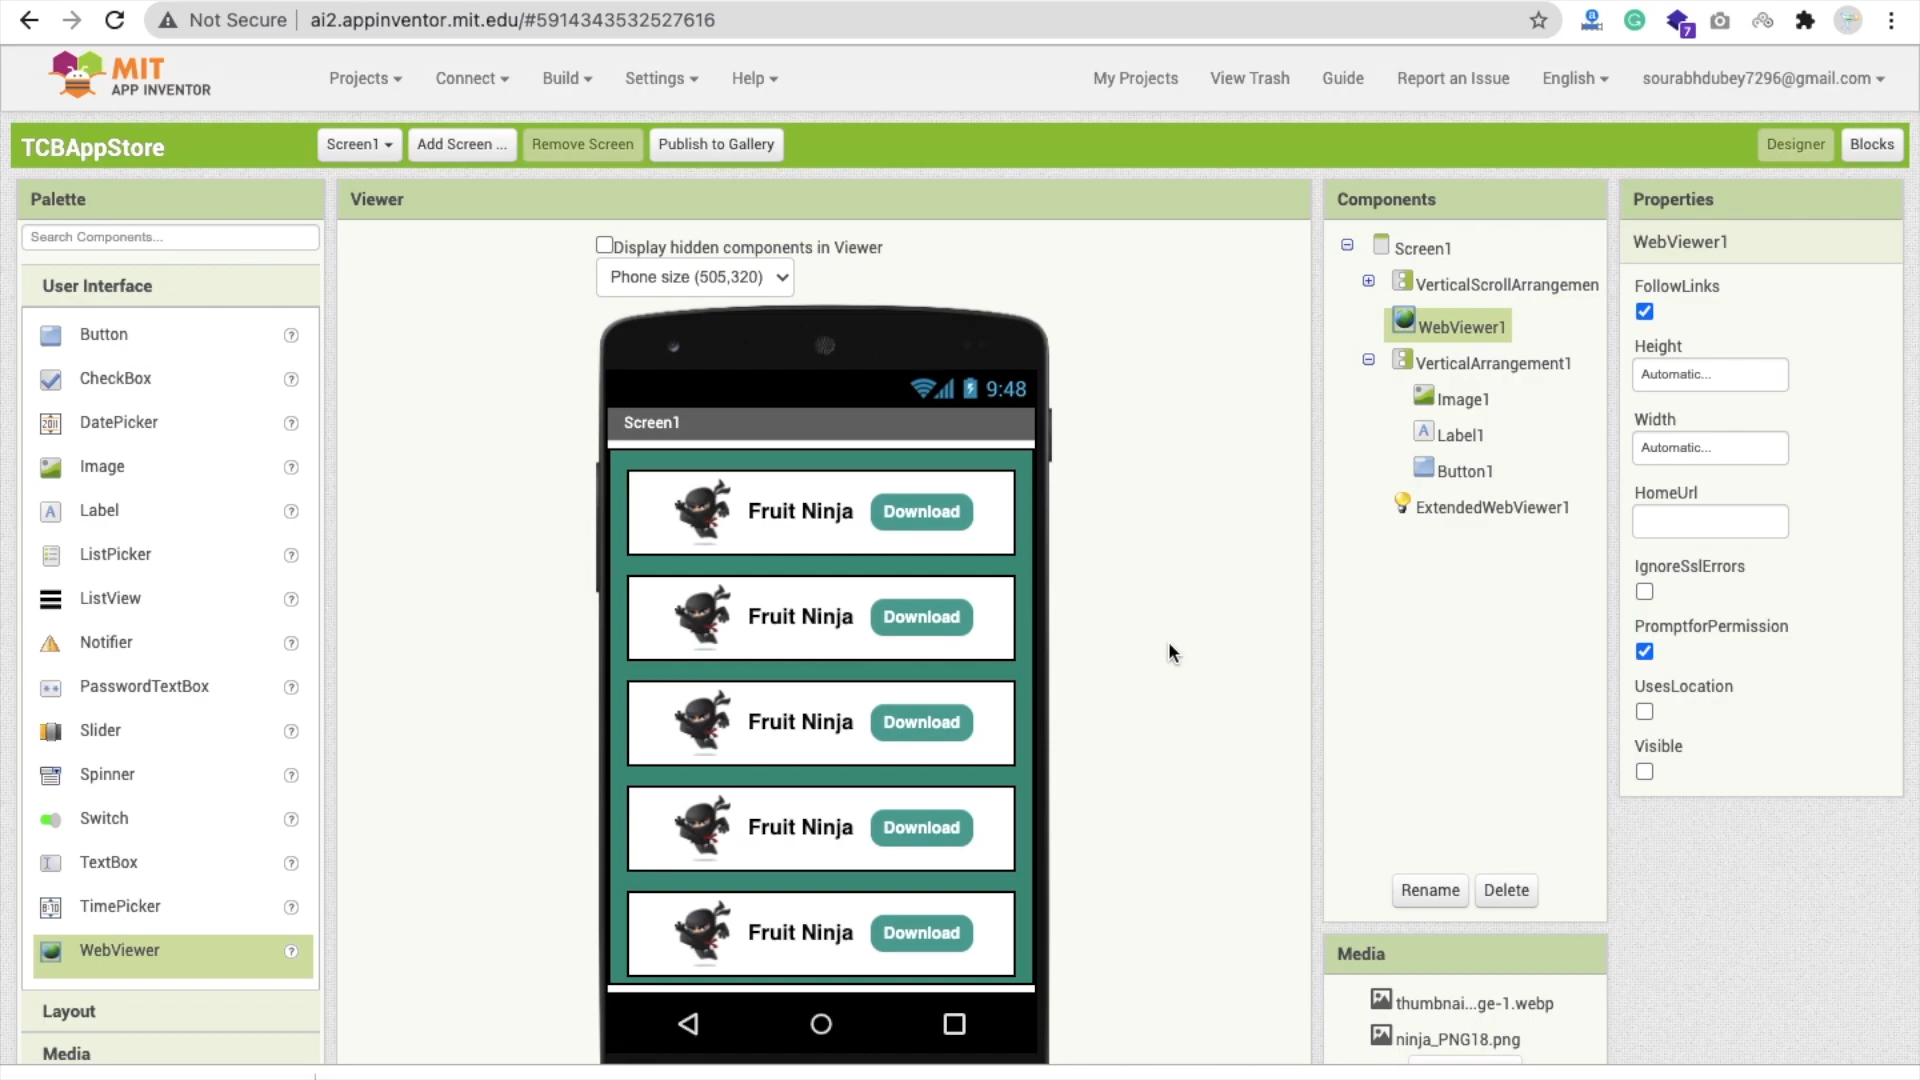 Not Secure
ai2.appinventor.mit.edu/#5914343532527616
7
MIT
APP INVENTOR
Projects
Connect
Build
Settings
Help
My Projects
View Trash
Guide
Report an Issue
English
sourabhdubey7296@gmail.com
TCBAppStore
Screen1
Add Screen ...
Remove Screen
Publish to Gallery
Designer
Blocks
Palette
Search Components...
User Interface
Button
CheckBox
DatePicker
Image
Label
ListPicker
ListView
Notifier
PasswordTextBox
Slider
Spinner
Switch
TextBox
TimePicker
WebViewer
Layout
Media
Viewer
Display hidden components in Viewer
Phone size (505,320)
9:48
Screen1
Fruit Ninja Download
Fruit Ninja Download
Fruit Ninja Download
Fruit Ninja Download
Fruit Ninja Download
Components
Screen1
VerticalScrollArrangemen
WebViewer1
VerticalArrangement1
Image1
Label1
Button1
ExtendedWebViewer1
Rename
Delete
Media
thumbnai...ge-1.webp
ninja_PNG18.png
Properties
WebViewer1
FollowLinks
Height
Automatic...
Width
Automatic...
HomeUrl
IgnoreSslErrors
PromptforPermission
UsesLocation
Visible